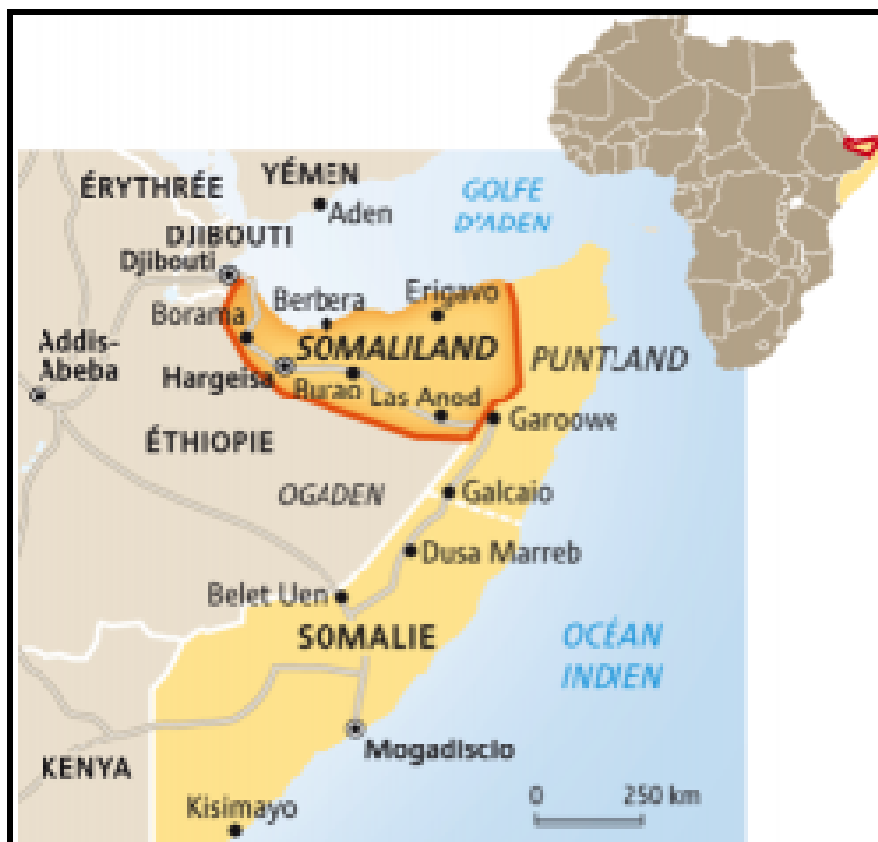 ÉRYTHRÉE
YÉMEN
Aden
GOLFE
D'ADEN
DJIBOUTI
Djibouti
Berbera
Erigavo
Borama
SOMALILAND
PUNTLAND
Addis-
Abeba
Hargeisa
Burao
Las Anod
Garoowe
ÉTHIOPIE
OGADEN
Galcaio
Dusa Marreb
Belet Uen
SOMALIE
OCÉAN
INDIEN
Mogadiscio
KENYA
Kisimayo
0 250 km